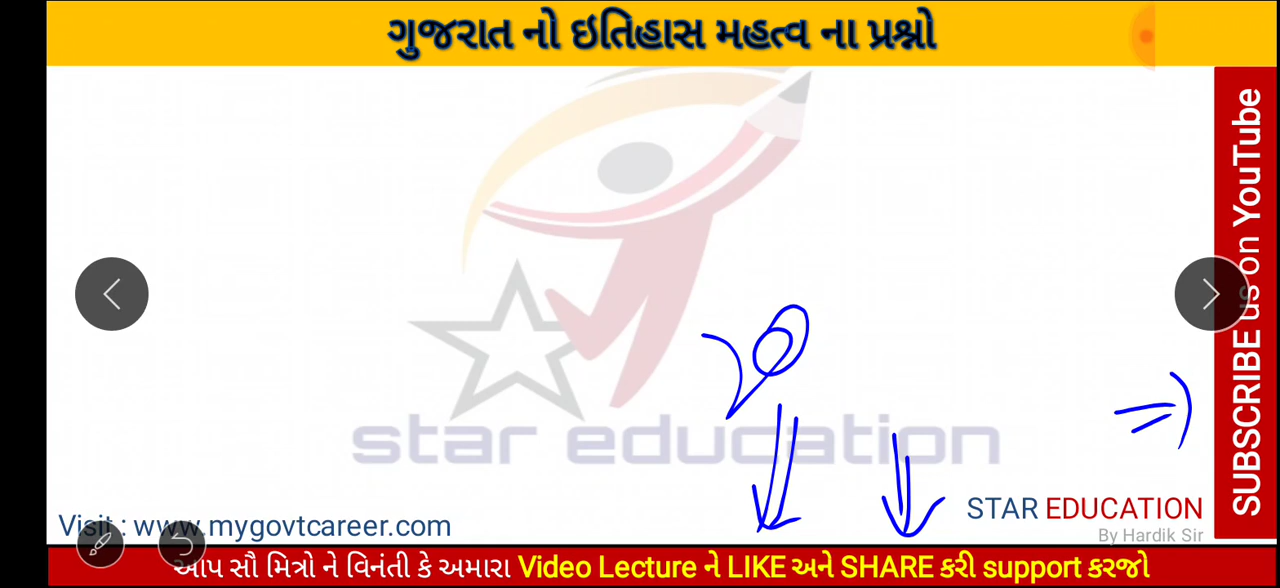 ગુજરાત નો ઇતિહાસ મહત્વ ના પ્રશ્નો
SUBSCRIBE us on YouTube
star education
STAR EDUCATION
By Hardik Sir
Visit : www.mygovtcareer.com
આપ સૌ મિત્રો ને વિનંતી કે અમારા Video Lecture ને LIKE અને SHARE કરી support કરજો